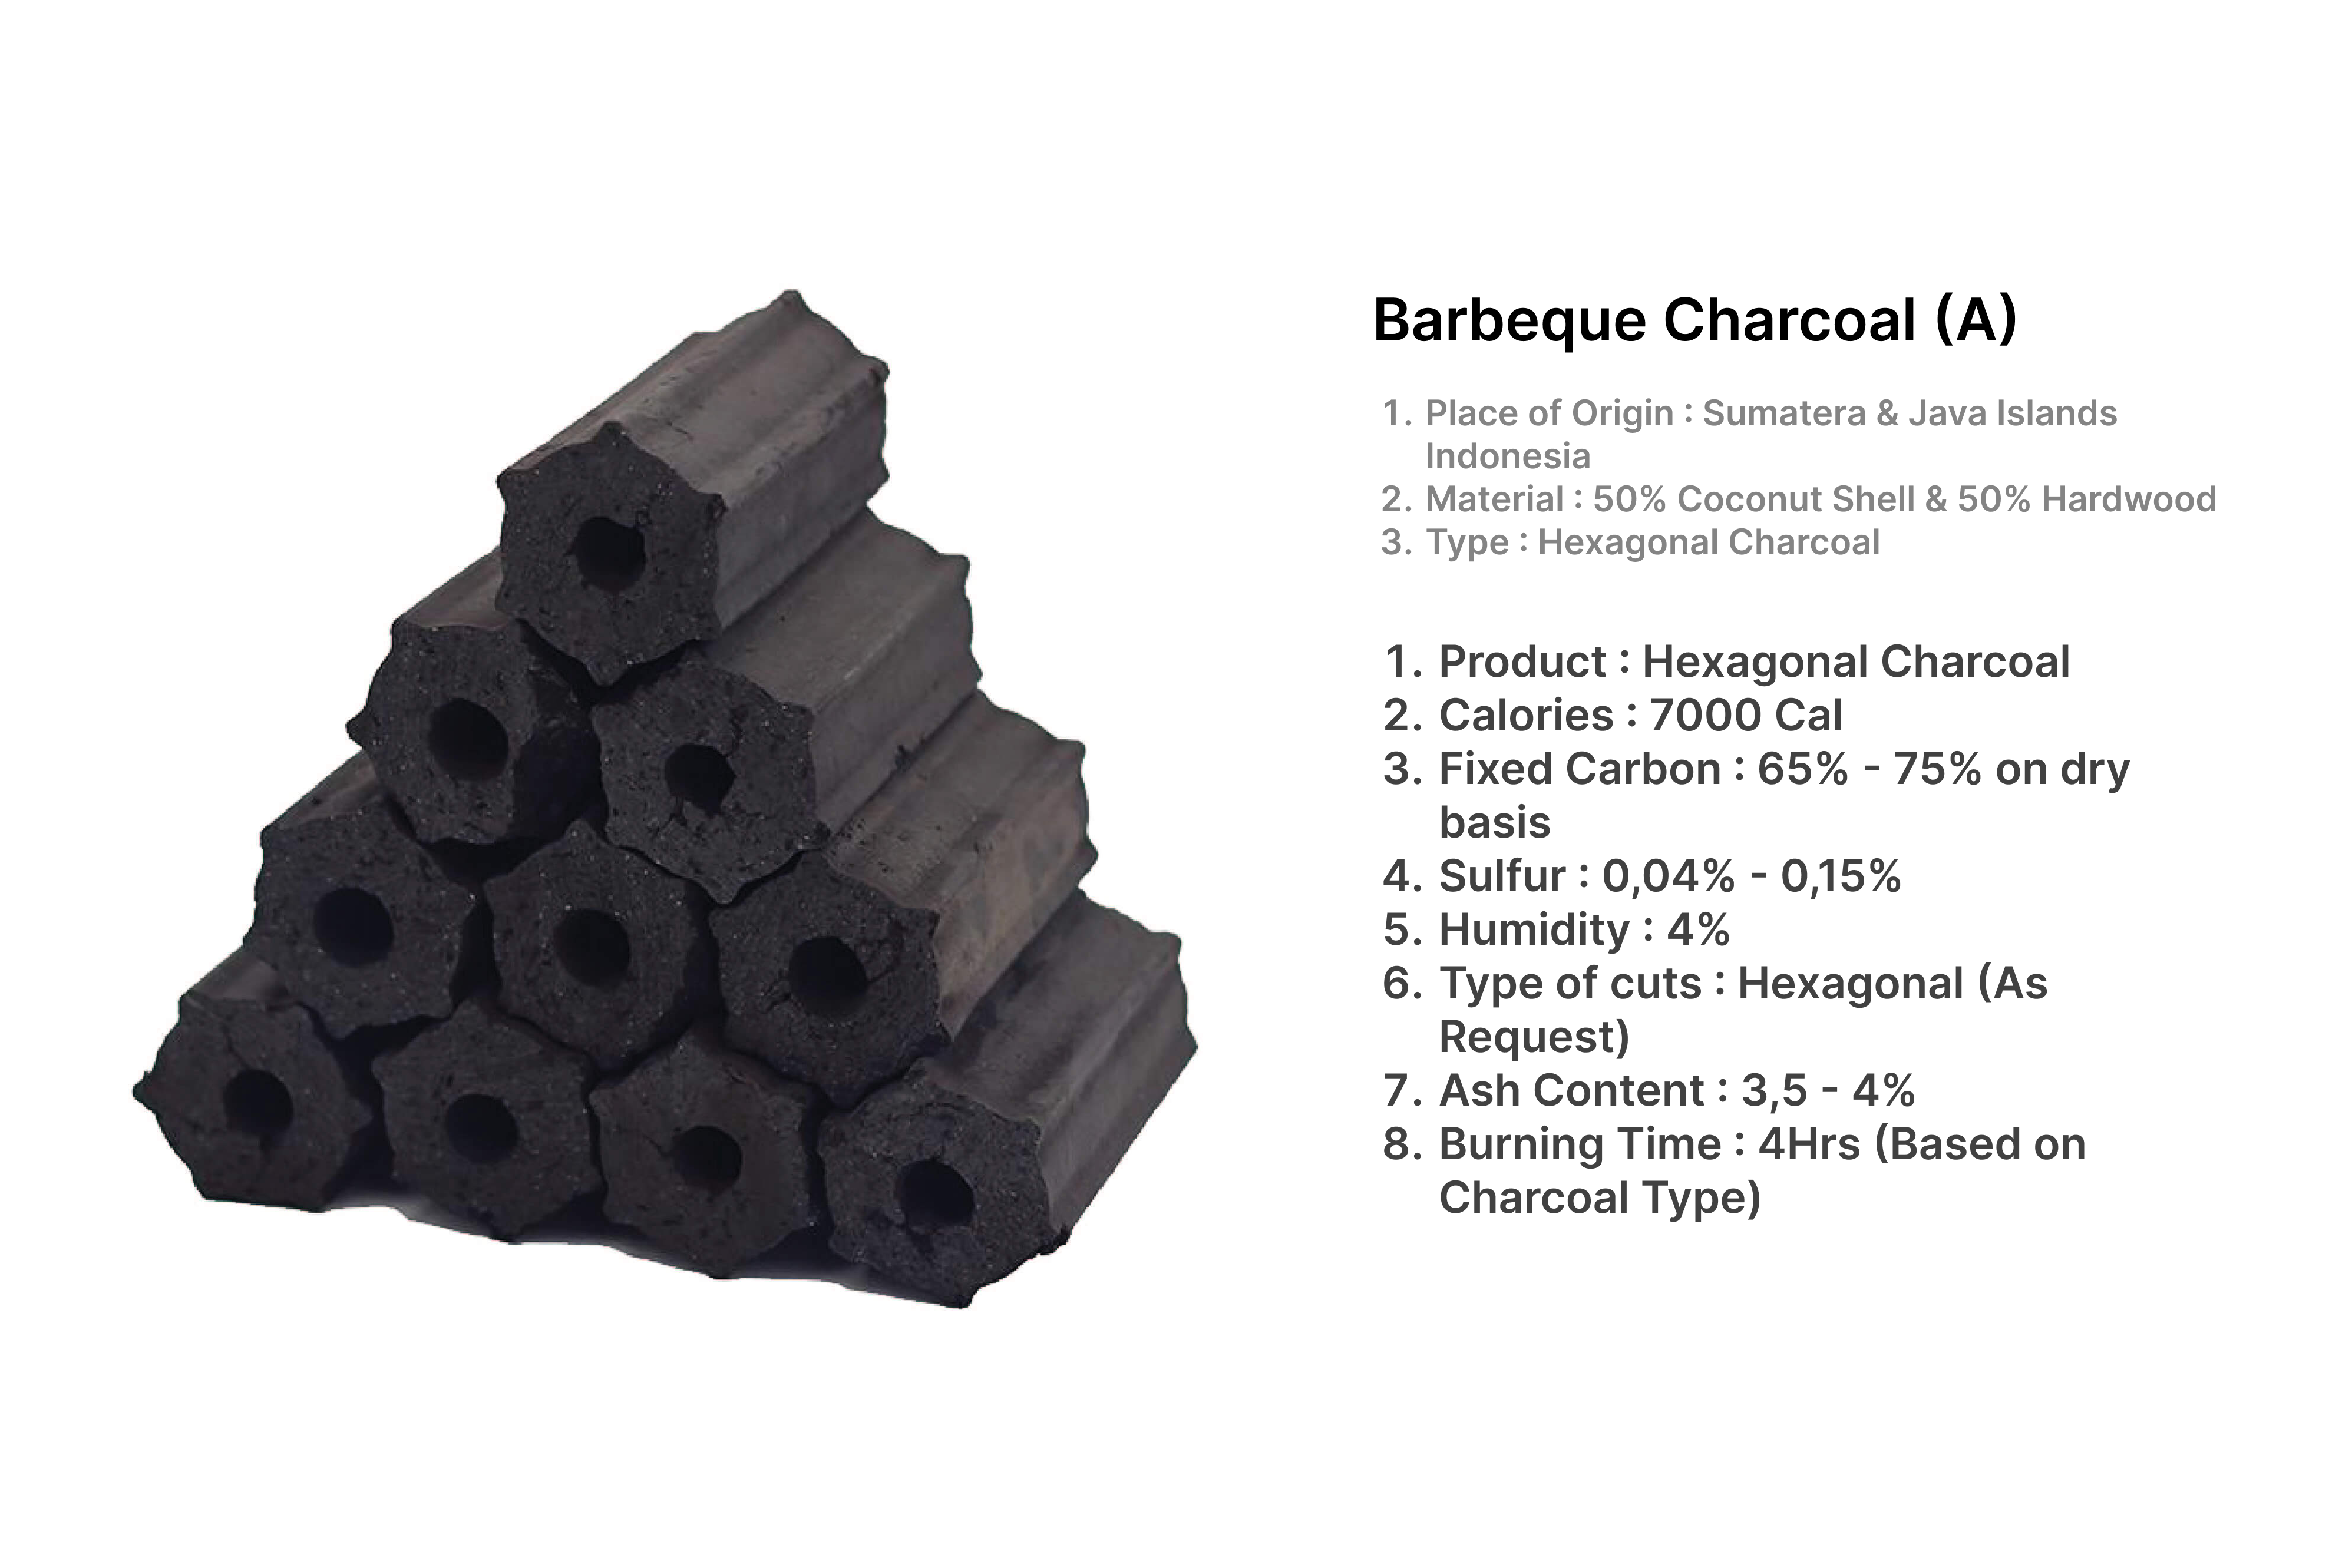 Barbeque Charcoal (A)
1. Place of Origin : Sumatera & Java Islands
Indonesia
2. Material : 50% Coconut Shell & 50% Hardwood
3. Type : Hexagonal Charcoal
1. Product : Hexagonal Charcoal
2. Calories : 7000 Cal
3. Fixed Carbon : 65% - 75% on dry
basis
4. Sulfur : 0,04% - 0,15%
5. Humidity : 4%
6. Type of cuts : Hexagonal (As
Request)
7. Ash Content : 3,5 - 4%
8. Burning Time : 4Hrs (Based on
Charcoal Type)